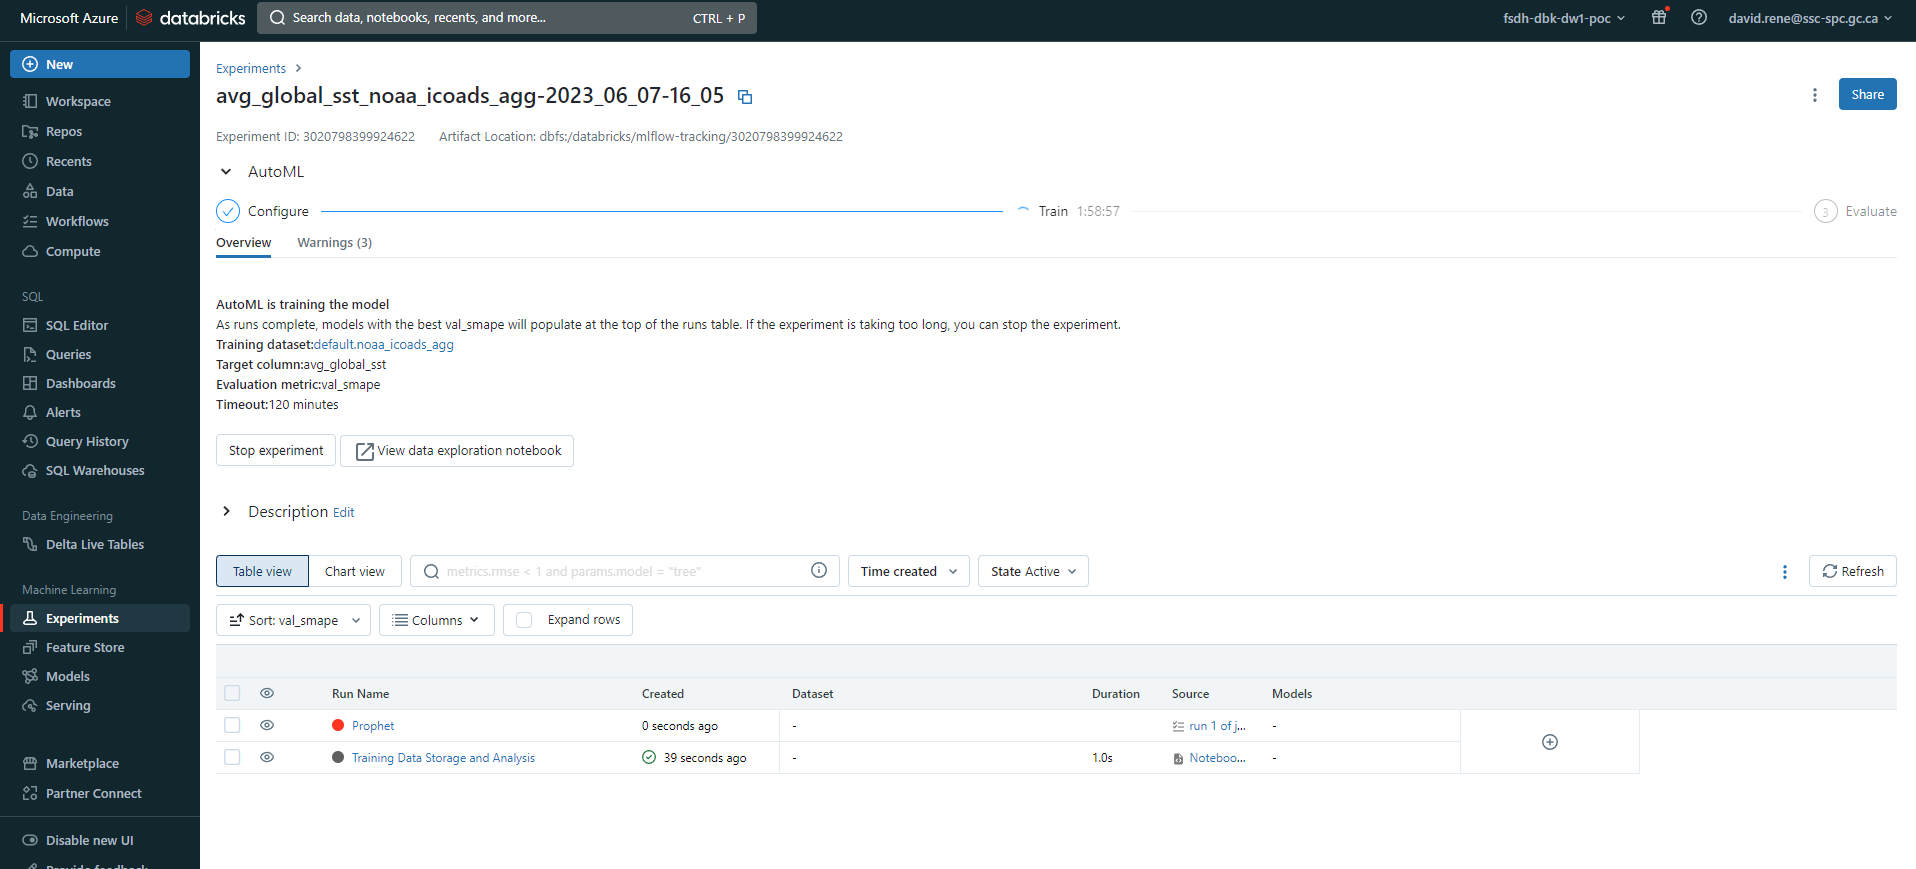 Microsoft Azure
databricks
Search data, notebooks, recents, and more...
CTRL + P
fsdh-dbk-dw1-poc
david.rene@ssc-spc.gc.ca
New
Workspace
Repos
Recents
Data
Workflows
Compute
SQL
SQL Editor
Queries
Dashboards
Alerts
Query History
SQL Warehouses
Data Engineering
Delta Live Tables
Machine Learning
Experiments
Feature Store
Models
Serving
Marketplace
Partner Connect
Disable new UI
Provide feedback
Experiments
avg_global_sst_noaa_icoads_agg-2023_06_07-16_05
Share
Experiment ID: 3020798399924622 Artifact Location: dbfs:/databricks/mlflow-tracking/3020798399924622
AutoML
Configure
Train 1:58:57
3 Evaluate
Overview
Warnings (3)
AutoML is training the model
As runs complete, models with the best val_smape will populate at the top of the runs table. If the experiment is taking too long, you can stop the experiment.
Training dataset:default.noaa_icoads_agg
Target column:avg_global_sst
Evaluation metric:val_smape
Timeout:120 minutes
Stop experiment
View data exploration notebook
Description Edit
Table view
Chart view
metrics.rmse < 1 and params.model = "tree"
Time created
State Active
Refresh
Sort: val_smape
Columns
Expand rows
Run Name Created Dataset Duration Source Models
Prophet 0 seconds ago - run 1 of j... -
Training Data Storage and Analysis 39 seconds ago - 1.0s Noteboo... -